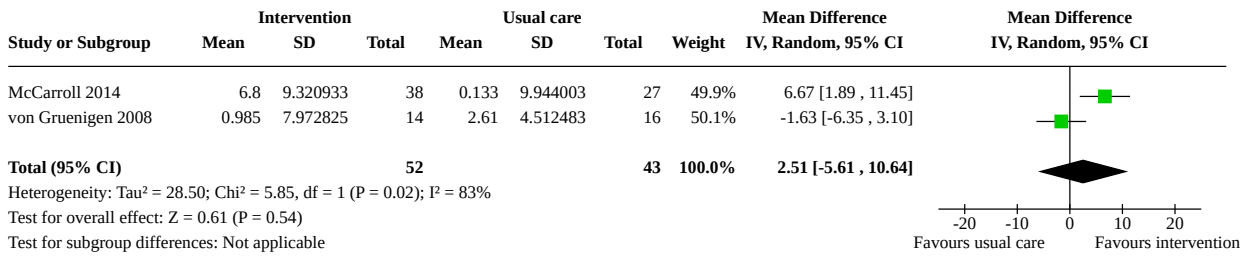 Intervention Usual care Mean Difference Mean Difference
Study or Subgroup Mean SD Total Mean SD Total Weight IV, Random, 95% CI IV, Random, 95% CI
McCarroll 2014 6.8 9.320933 38 0.133 9.944003 27 49.9% 6.67 [1.89 , 11.45]
von Gruenigen 2008 0.985 7.972825 14 2.61 4.512483 16 50.1% -1.63 [-6.35 , 3.10]
Total (95% CI) 52 43 100.0% 2.51 [-5.61 , 10.64]
Heterogeneity: Tau² = 28.50; Chi² = 5.85, df = 1 (P = 0.02); I² = 83%
Test for overall effect: Z = 0.61 (P = 0.54) -20 -10 0 10 20
Test for subgroup differences: Not applicable Favours usual care Favours intervention